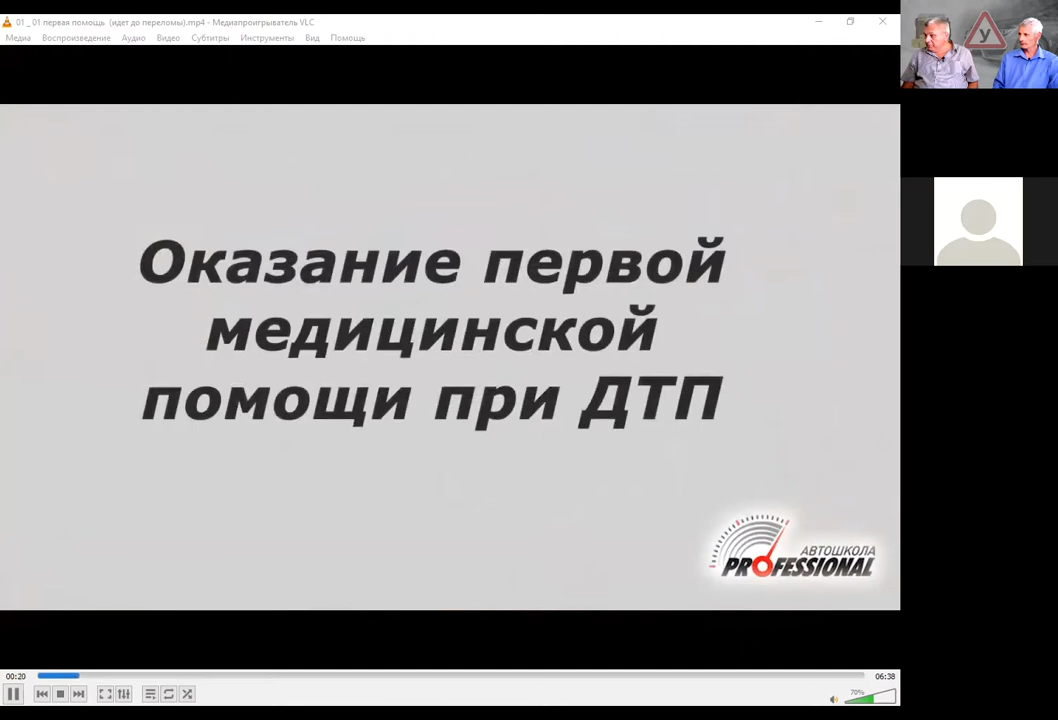 01 _ 01 первая помощь (идет до переломы).mp4 - Медиапроигрыватель VLC
Медиа Воспроизведение Аудио Видео Субтитры Инструменты Вид Помощь
У
Оказание первой
медицинской
помощи при ДТП
АВТОШКОЛА
PROFESSIONAL
00:20 06:38
70%